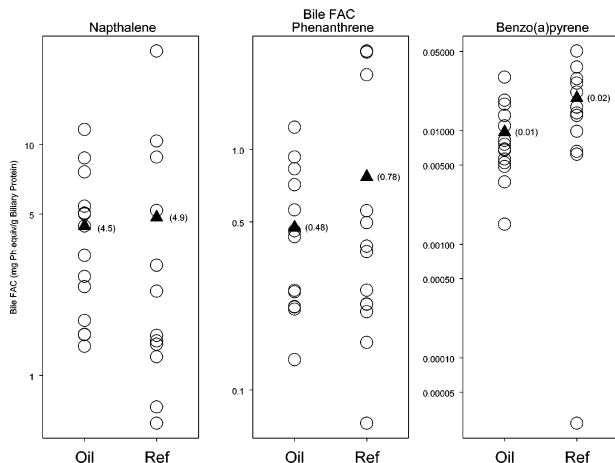 Bile FAC
Napthalene
Phenanthrene
Benzo(a)pyrene
Bile FAC (mg Ph equiv/g Biliary Protein)
10
5
1
(4.5)
(4.9)
Oil
Ref
1.0
0.5
0.1
(0.48)
(0.78)
Oil
Ref
0.05000
0.01000
0.00500
0.00100
0.00050
0.00010
0.00005
(0.01)
(0.02)
Oil
Ref